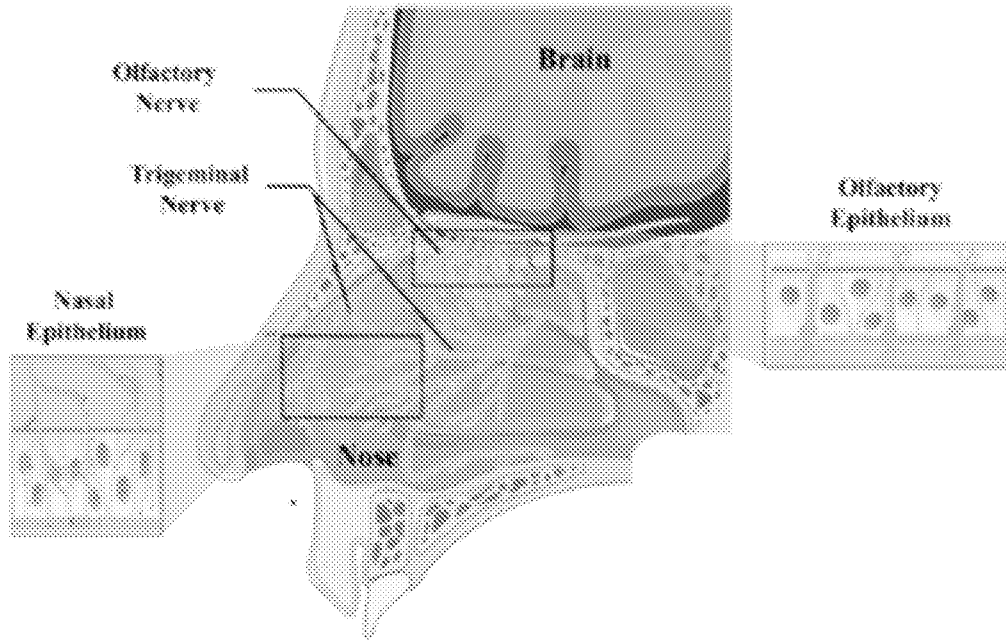 Brain
Olfactory
Nerve
Trigeminal
Nerve
Olfactory
Epithelium
Nasal
Epithelium
Nose